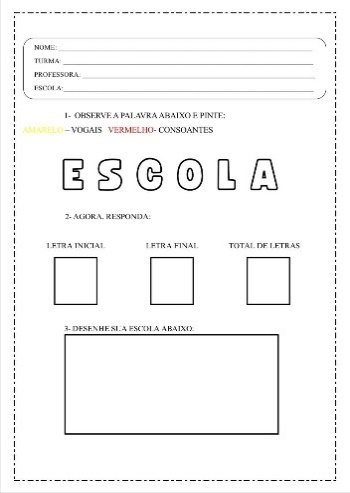 NOME:
TURMA:
PROFESSORA:
ESCOLA:
1- OBSERVE A PALAVRA ABAIXO E PINTE:
AMARELO – VOGAIS VERMELHO- CONSOANTES
ESCOLA
2- AGORA, RESPONDA:
LETRA INICIAL LETRA FINAL TOTAL DE LETRAS
3- DESENHE SUA ESCOLA ABAIXO: